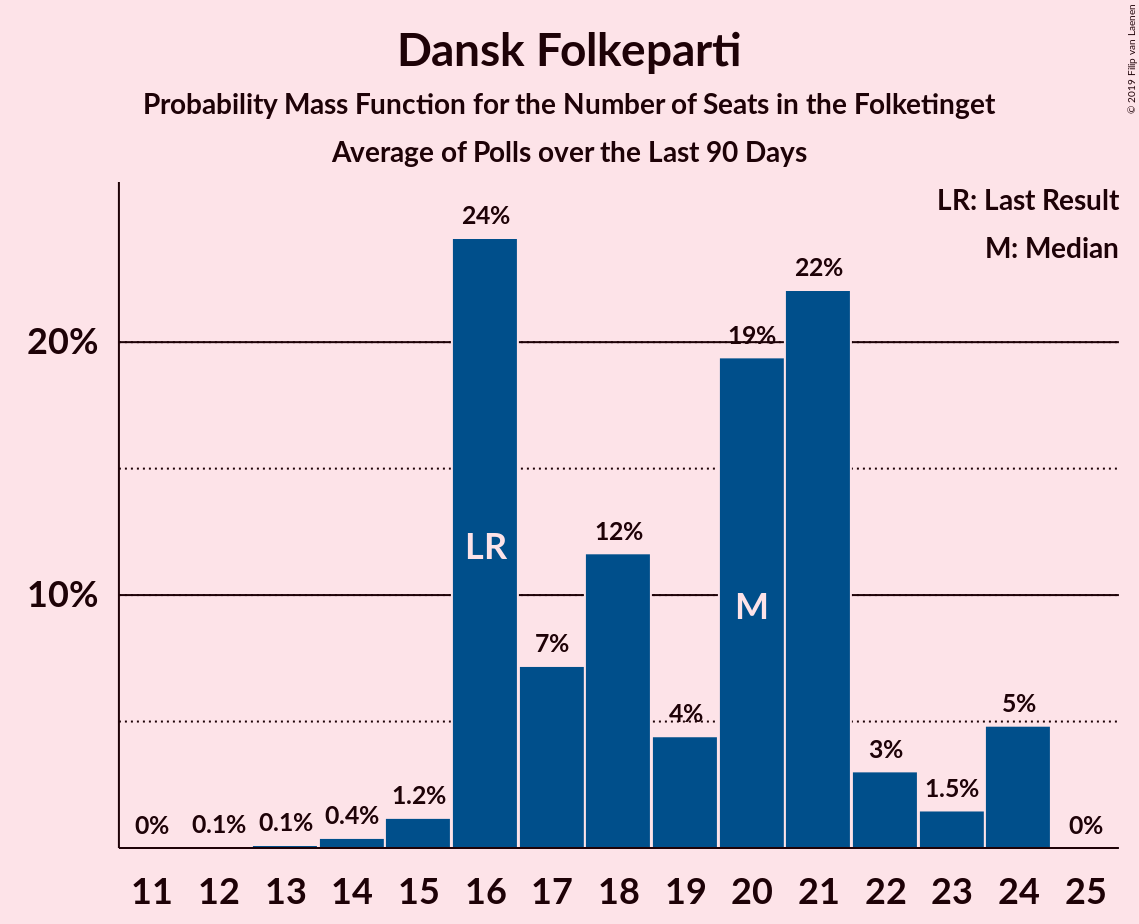 Dansk Folkeparti
Probability Mass Function for the Number of Seats in the Folketinget
Average of Polls over the Last 90 Days
© 2019 Filip van Laenen
LR: Last Result
M: Median
24%
22%
20%
19%
12%
LR
10%
M
7%
4%
5%
3%
1.5%
1.2%
0.4%
0.1%
0.1%
0%
0%
11 12 13 14 15 16 17 18 19 20 21 22 23 24 25